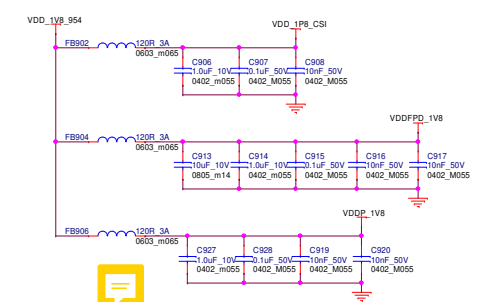 VDD_1V8_954
VDD_1P8_CSI
FB902
120R_3A
0603_m065
C906
1.0uF_10V
0402_m055
C907
0.1uF_50V
0402_M055
C908
10nF_50V
0402_M055
VDDFPD_1V8
FB904
120R_3A
0603_m065
C913
10uF_10V
0805_m14
C914
1.0uF_10V
0402_m055
C915
0.1uF_50V
0402_M055
C916
10nF_50V
0402_M055
C917
10nF_50V
0402_M055
VDDP_1V8
FB906
120R_3A
0603_m065
C927
1.0uF_10V
0402_m055
C928
0.1uF_50V
0402_M055
C919
10nF_50V
0402_M055
C920
10nF_50V
0402_M055